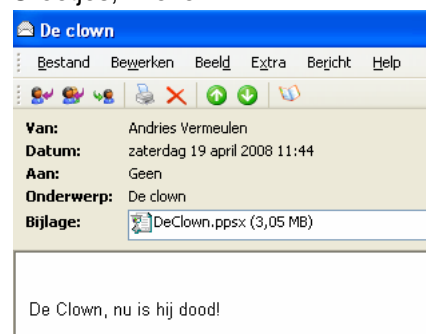 De clown
Bestand Bewerken Beeld Extra Bericht Help
Van: Andries Vermeulen
Datum: zaterdag 19 april 2008 11:44
Aan: Geen
Onderwerp: De clown
Bijlage: DeClown.ppsx (3,05 MB)
De Clown, nu is hij dood!